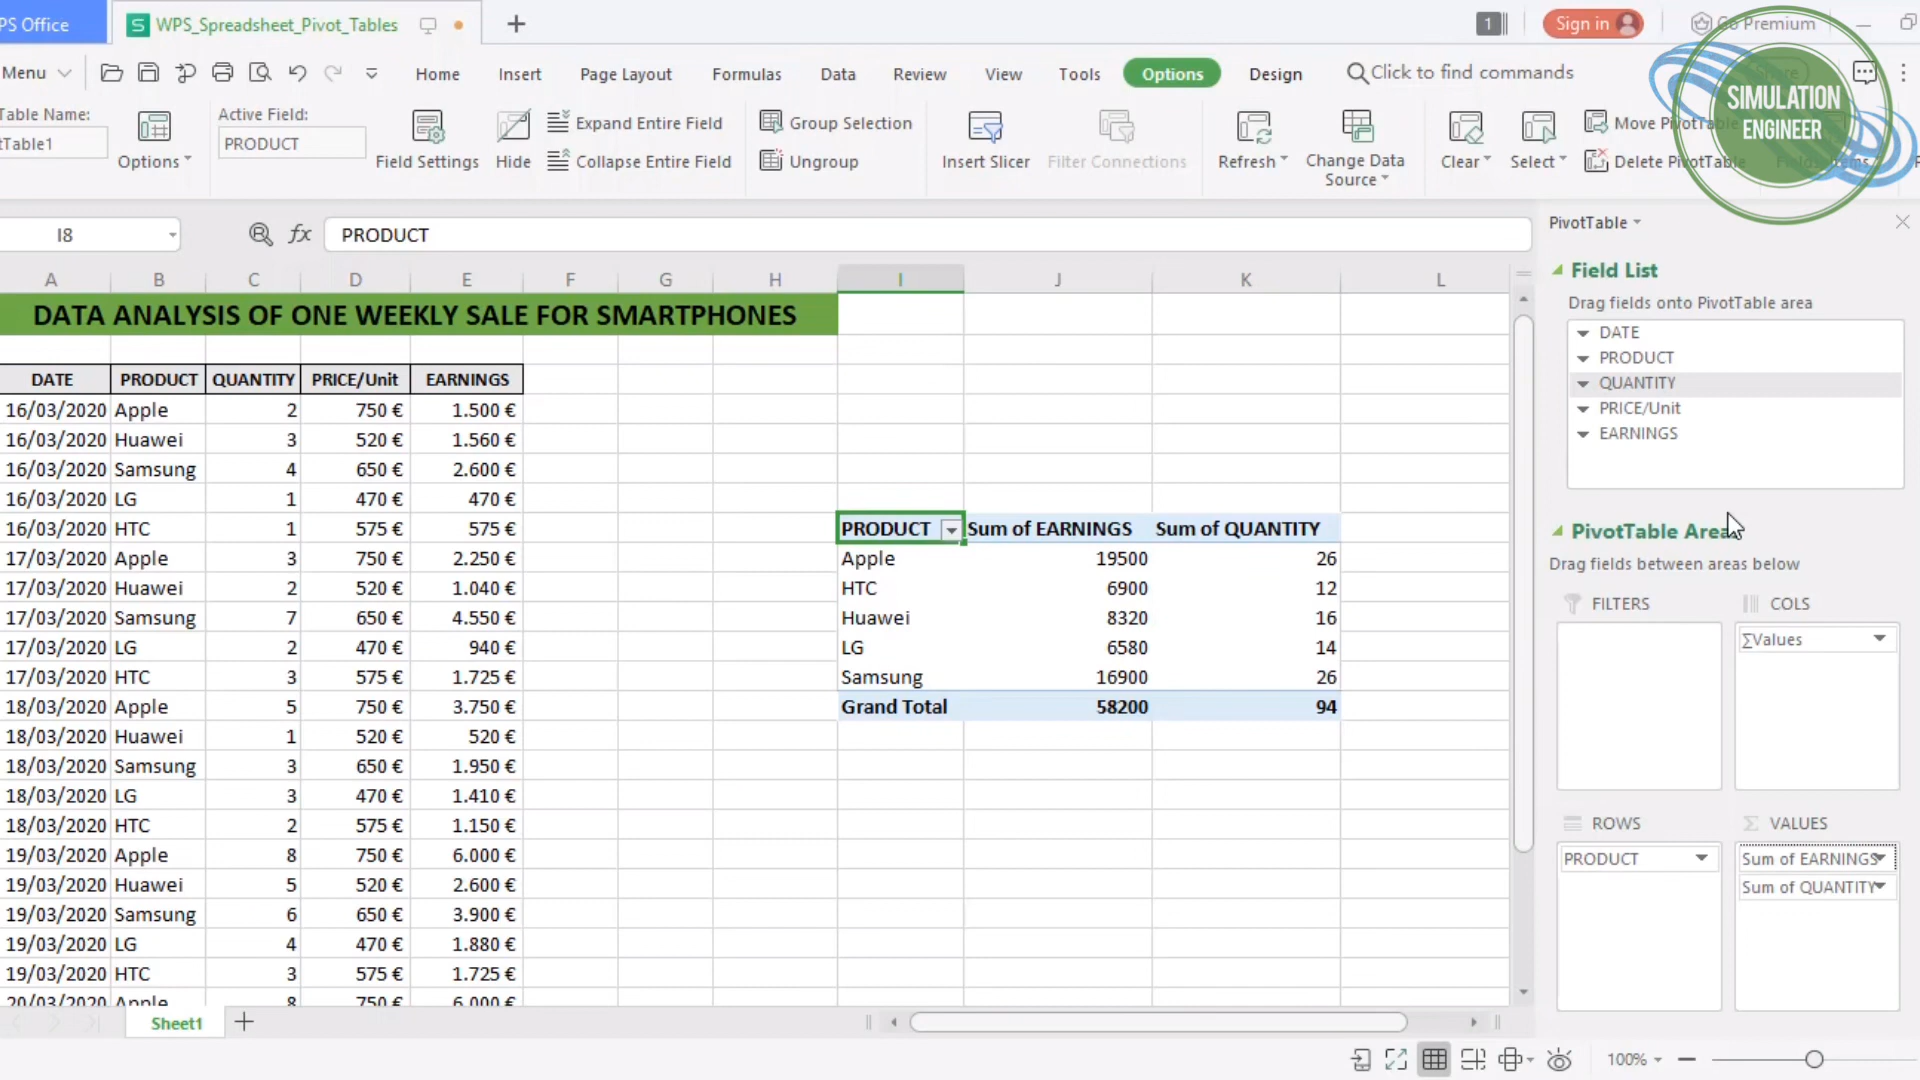 PS Office
S WPS_Spreadsheet_Pivot_Tables
1
Sign in
Go Premium
Menu
Home
Insert
Page Layout
Formulas
Data
Review
View
Tools
Options
Design
Click to find commands
SIMULATION
ENGINEER
Table Name:
tTable1
Options
Active Field:
PRODUCT
Field Settings
Hide
Expand Entire Field
Collapse Entire Field
Group Selection
Ungroup
Insert Slicer
Filter Connections
Refresh
Change Data
Source
Clear
Select
Move PivotTable
Delete PivotTable
I8
fx
PRODUCT
A B C D E F G H I J K L
DATA ANALYSIS OF ONE WEEKLY SALE FOR SMARTPHONES
DATE PRODUCT QUANTITY PRICE/Unit EARNINGS
16/03/2020 Apple 2 750 € 1.500 €
16/03/2020 Huawei 3 520 € 1.560 €
16/03/2020 Samsung 4 650 € 2.600 €
16/03/2020 LG 1 470 € 470 €
16/03/2020 HTC 1 575 € 575 €
17/03/2020 Apple 3 750 € 2.250 €
17/03/2020 Huawei 2 520 € 1.040 €
17/03/2020 Samsung 7 650 € 4.550 €
17/03/2020 LG 2 470 € 940 €
17/03/2020 HTC 3 575 € 1.725 €
18/03/2020 Apple 5 750 € 3.750 €
18/03/2020 Huawei 1 520 € 520 €
18/03/2020 Samsung 3 650 € 1.950 €
18/03/2020 LG 3 470 € 1.410 €
18/03/2020 HTC 2 575 € 1.150 €
19/03/2020 Apple 8 750 € 6.000 €
19/03/2020 Huawei 5 520 € 2.600 €
19/03/2020 Samsung 6 650 € 3.900 €
19/03/2020 LG 4 470 € 1.880 €
19/03/2020 HTC 3 575 € 1.725 €
20/03/2020 Apple 8 750 € 6.000 €
PRODUCT Sum of EARNINGS Sum of QUANTITY
Apple 19500 26
HTC 6900 12
Huawei 8320 16
LG 6580 14
Samsung 16900 26
Grand Total 58200 94
PivotTable
Field List
Drag fields onto PivotTable area
DATE
PRODUCT
QUANTITY
PRICE/Unit
EARNINGS
PivotTable Area
Drag fields between areas below
FILTERS
COLS
∑Values
ROWS
PRODUCT
Σ VALUES
Sum of EARNINGS
Sum of QUANTITY
Sheet1
100%